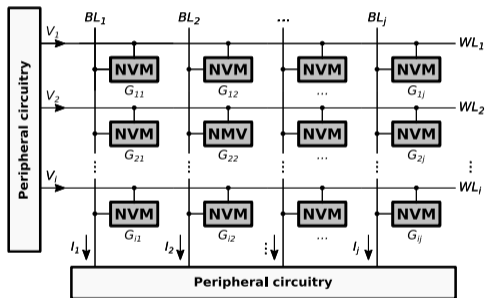 BL1 BL2 ... BLj
V1 WL1
NVM NVM NVM NVM
G11 G12 ... G1j
V2 WL2
NVM NMV NVM NVM
G21 G22 ... G2j
... ... ... ... ...
Vi WLi
NVM NVM NVM NVM
Gi1 Gi2 ... Gij
I1 I2 ... Ij
Peripheral circuitry
Peripheral circuitry